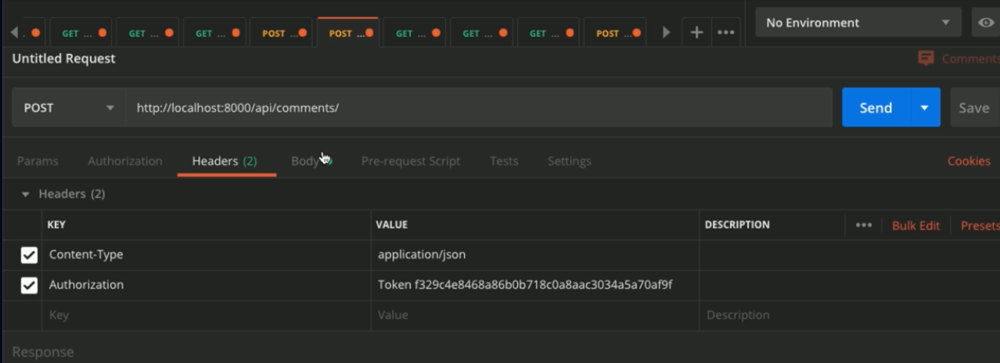 . GET ... GET ... GET ... POST ... POST ... GET ... GET ... GET ... POST ... + ••• No Environment
Untitled Request Comments
POST http://localhost:8000/api/comments/ Send Save
Params Authorization Headers (2) Body Pre-request Script Tests Settings Cookies
Headers (2)
KEY VALUE DESCRIPTION ••• Bulk Edit Presets
Content-Type application/json
Authorization Token f329c4e8468a86b0b718c0a8aac3034a5a70af9f
Key Value Description
Response